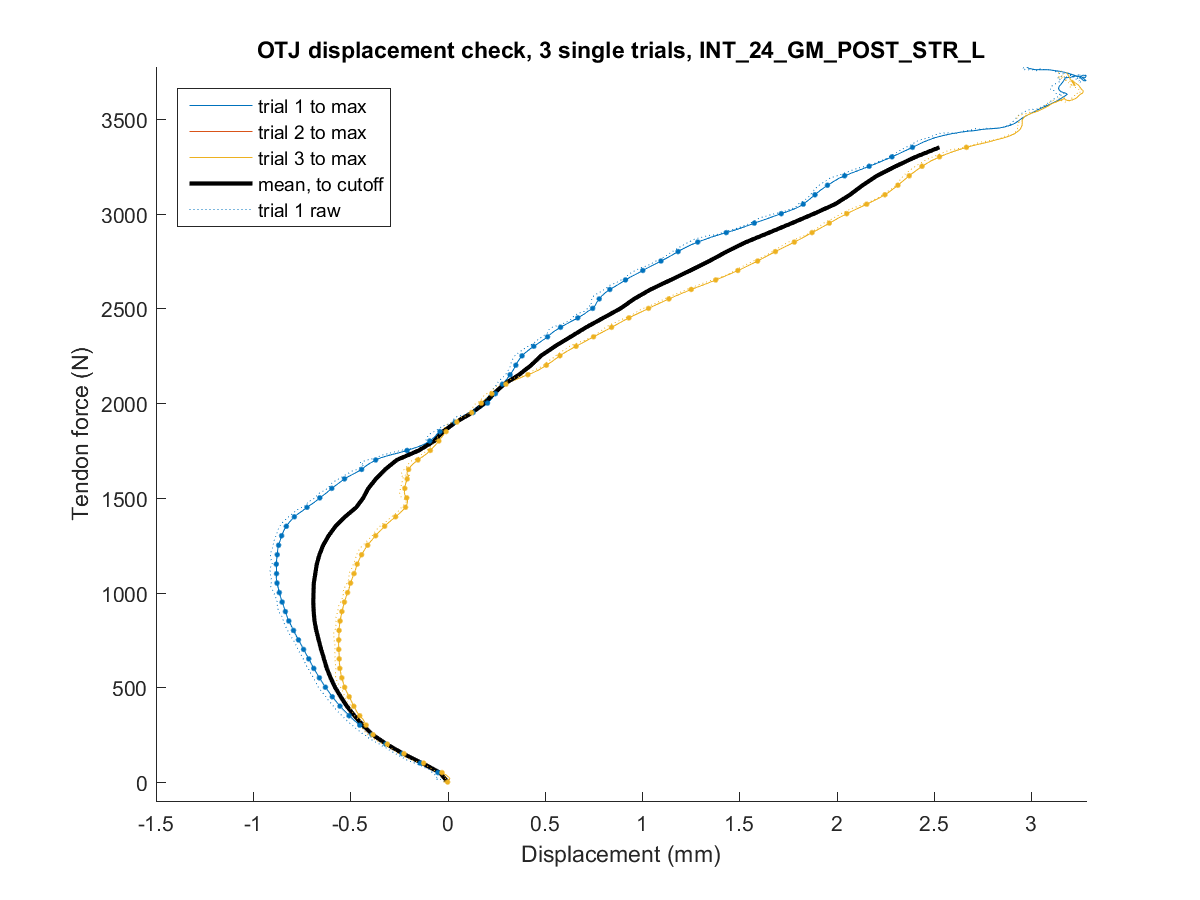 OTJ displacement check, 3 single trials, INT_24_GM_POST_STR_L
trial 1 to max
trial 2 to max
trial 3 to max
mean, to cutoff
trial 1 raw
3500
3000
2500
2000
1500
1000
500
0
Tendon force (N)
-1.5
-1
-0.5
0
0.5
1
1.5
2
2.5
3
Displacement (mm)